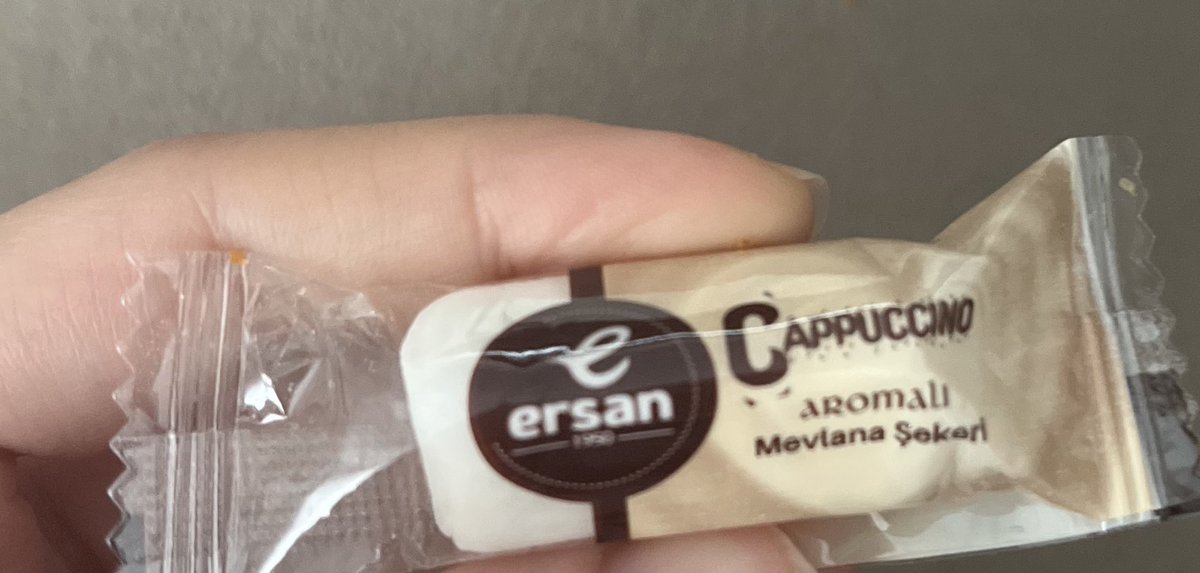 e
ersan
1950
CAPPUCCINO
AROMALI
Mevlana Şekeri